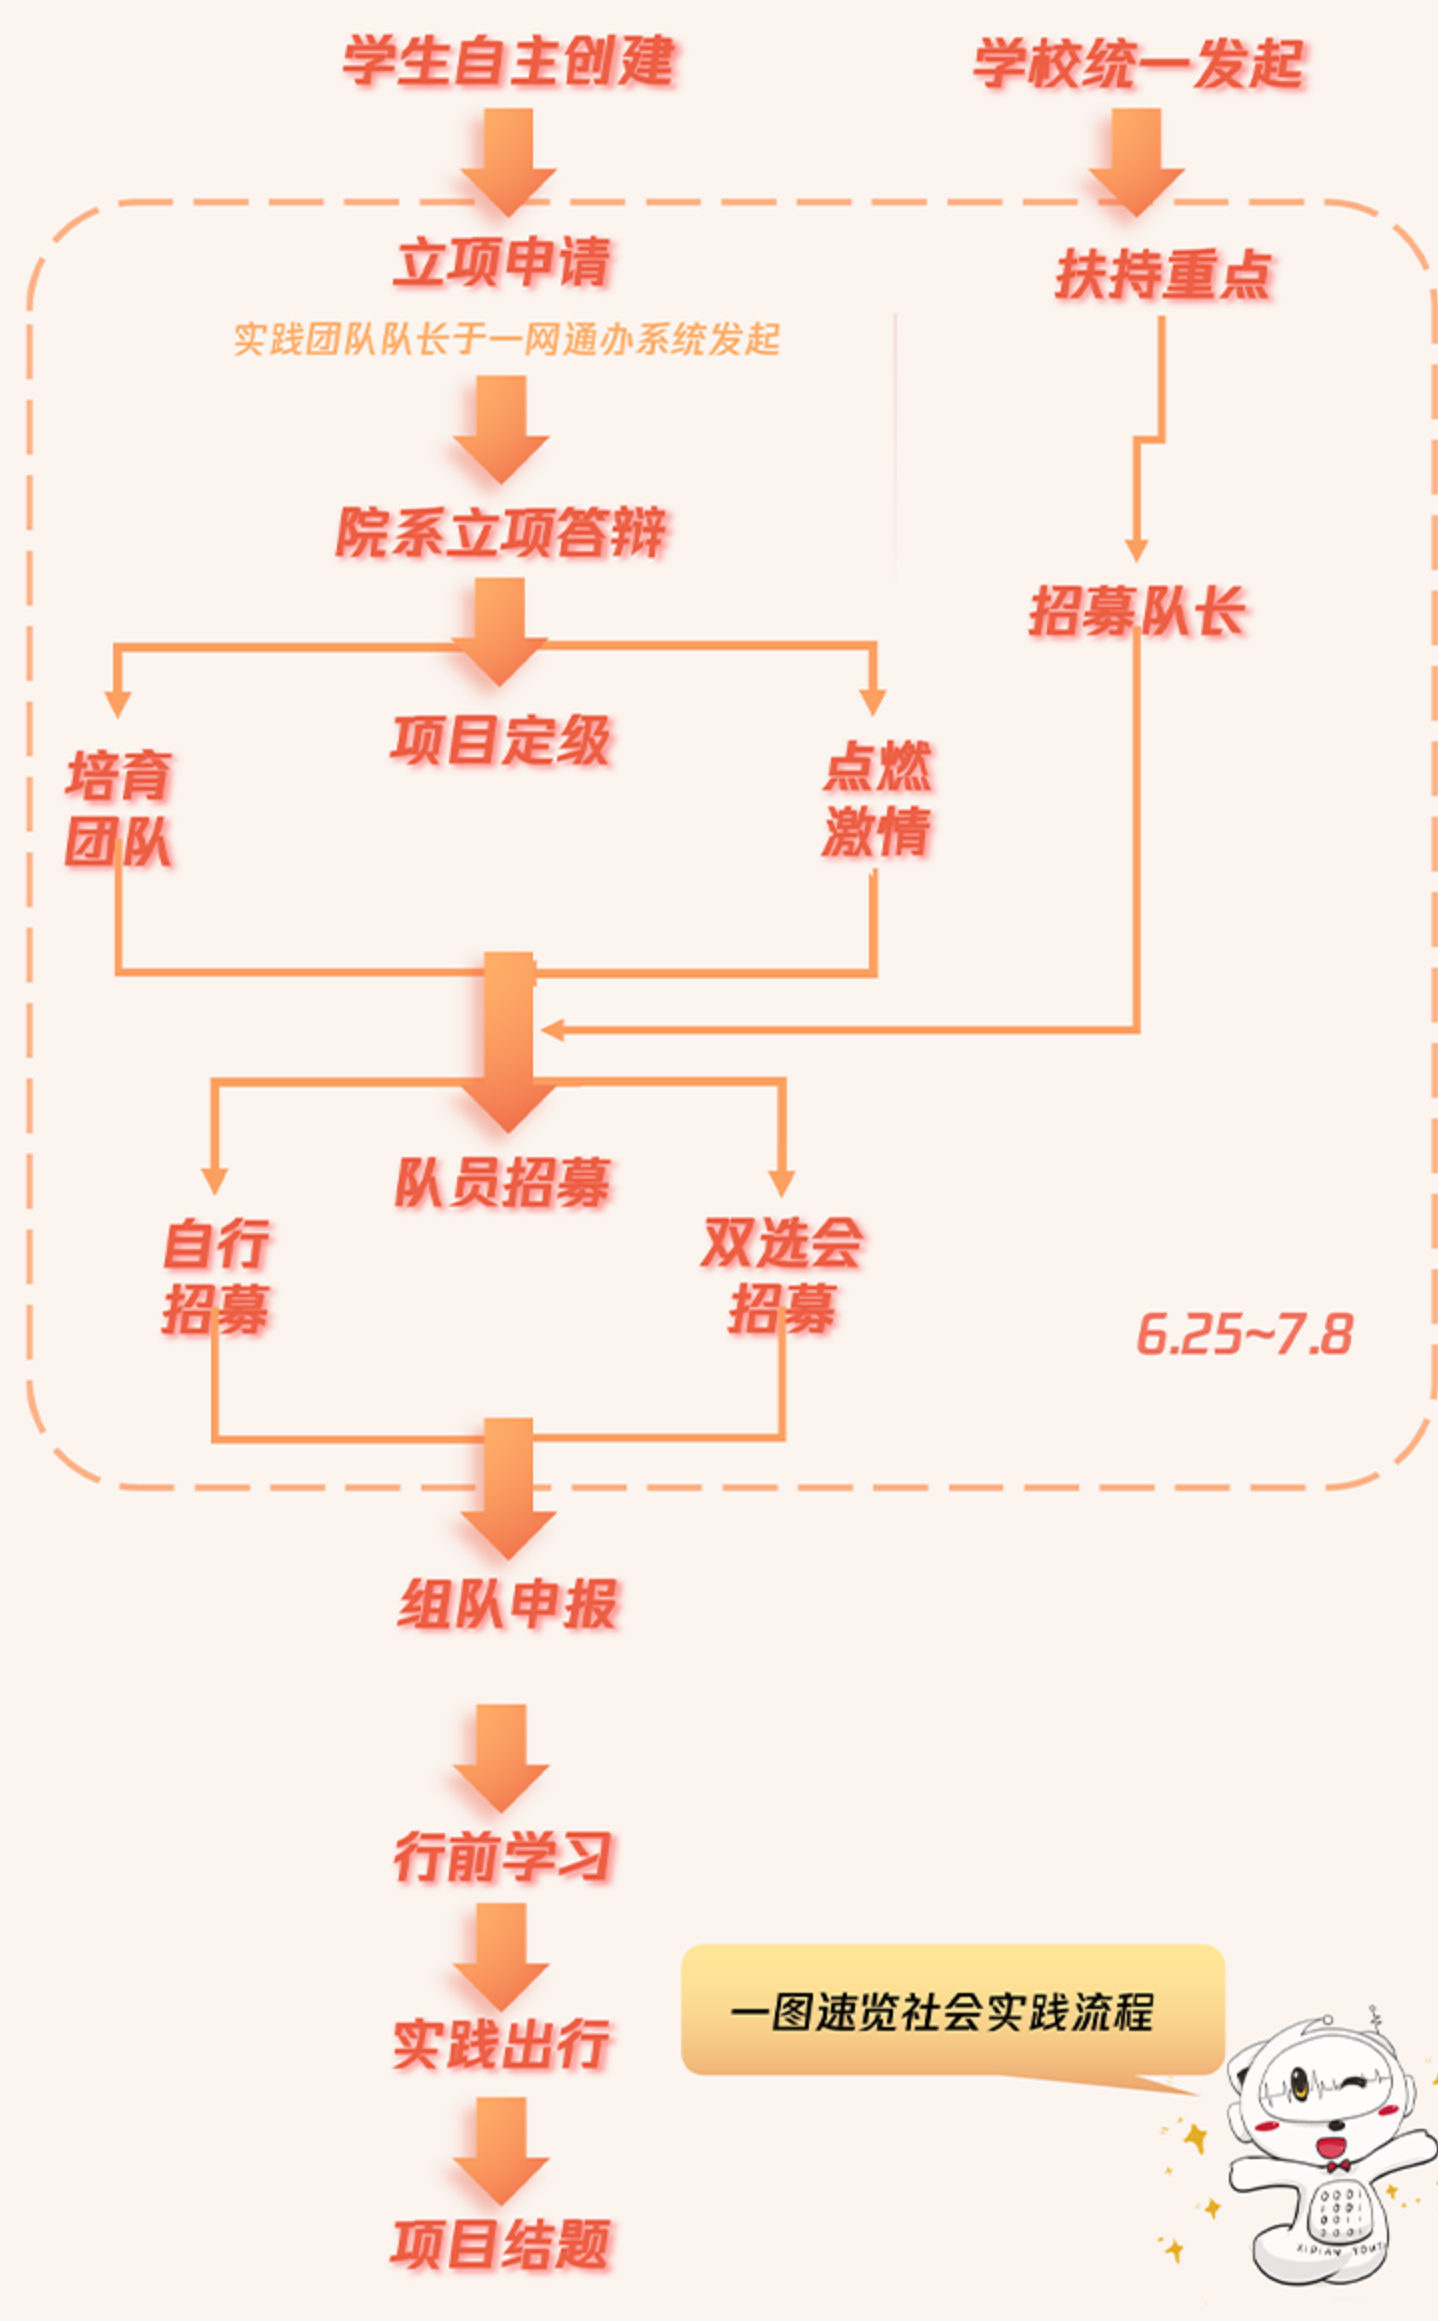 学生自主创建
学校统一发起
立项申请
扶持重点
实践团队队长于一网通办系统发起
院系立项答辩
招募队长
项目定级
培育
团队
点燃
激情
队员招募
自行
招募
双选会
招募
6.25~7.8
组队申报
行前学习
实践出行
一图速览社会实践流程
项目结题